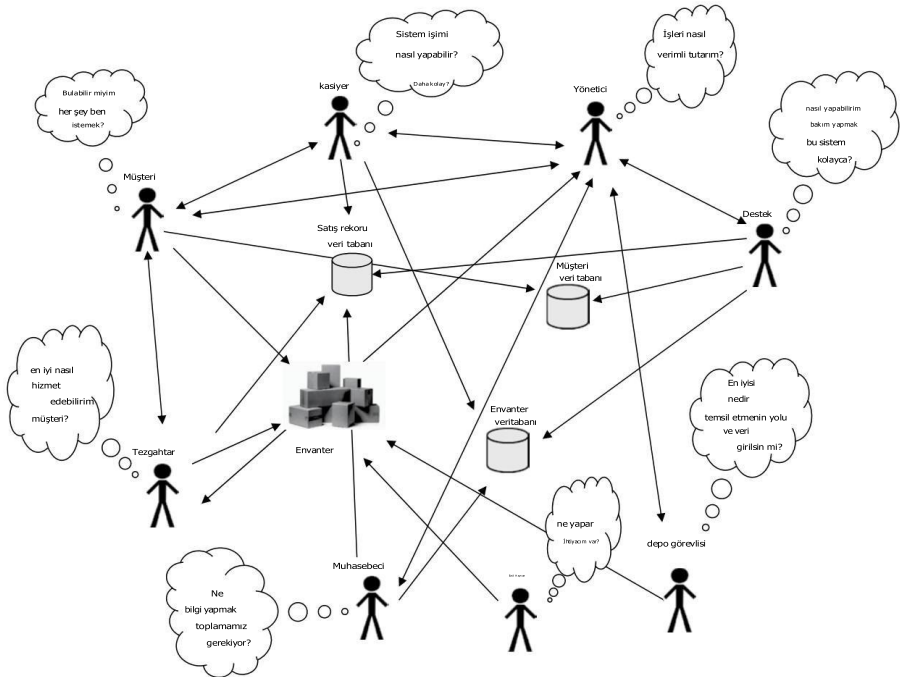 Sistem işimi
nasıl yapabilir?
Daha kolay?
İşleri nasıl
verimli tutarım?
kasiyer
Yönetici
Bulabilir miyim
her şey ben
istemek?
nasıl yapabilirim
bakım yapmak
bu sistem
kolayca?
Müşteri
Destek
Satış rekoru
veri tabanı
Müşteri
veri tabanı
en iyi nasıl
hizmet
edebilirim
müşteri?
En iyisi
nedir
temsil etmenin yolu
ve veri
girilsin mi?
Envanter
veritabanı
Tezgahtar
Envanter
ne yapar
İhtiyacım var?
depo görevlisi
Muhasebeci
Ne
bilgi yapmak
toplamamız
gerekiyor?